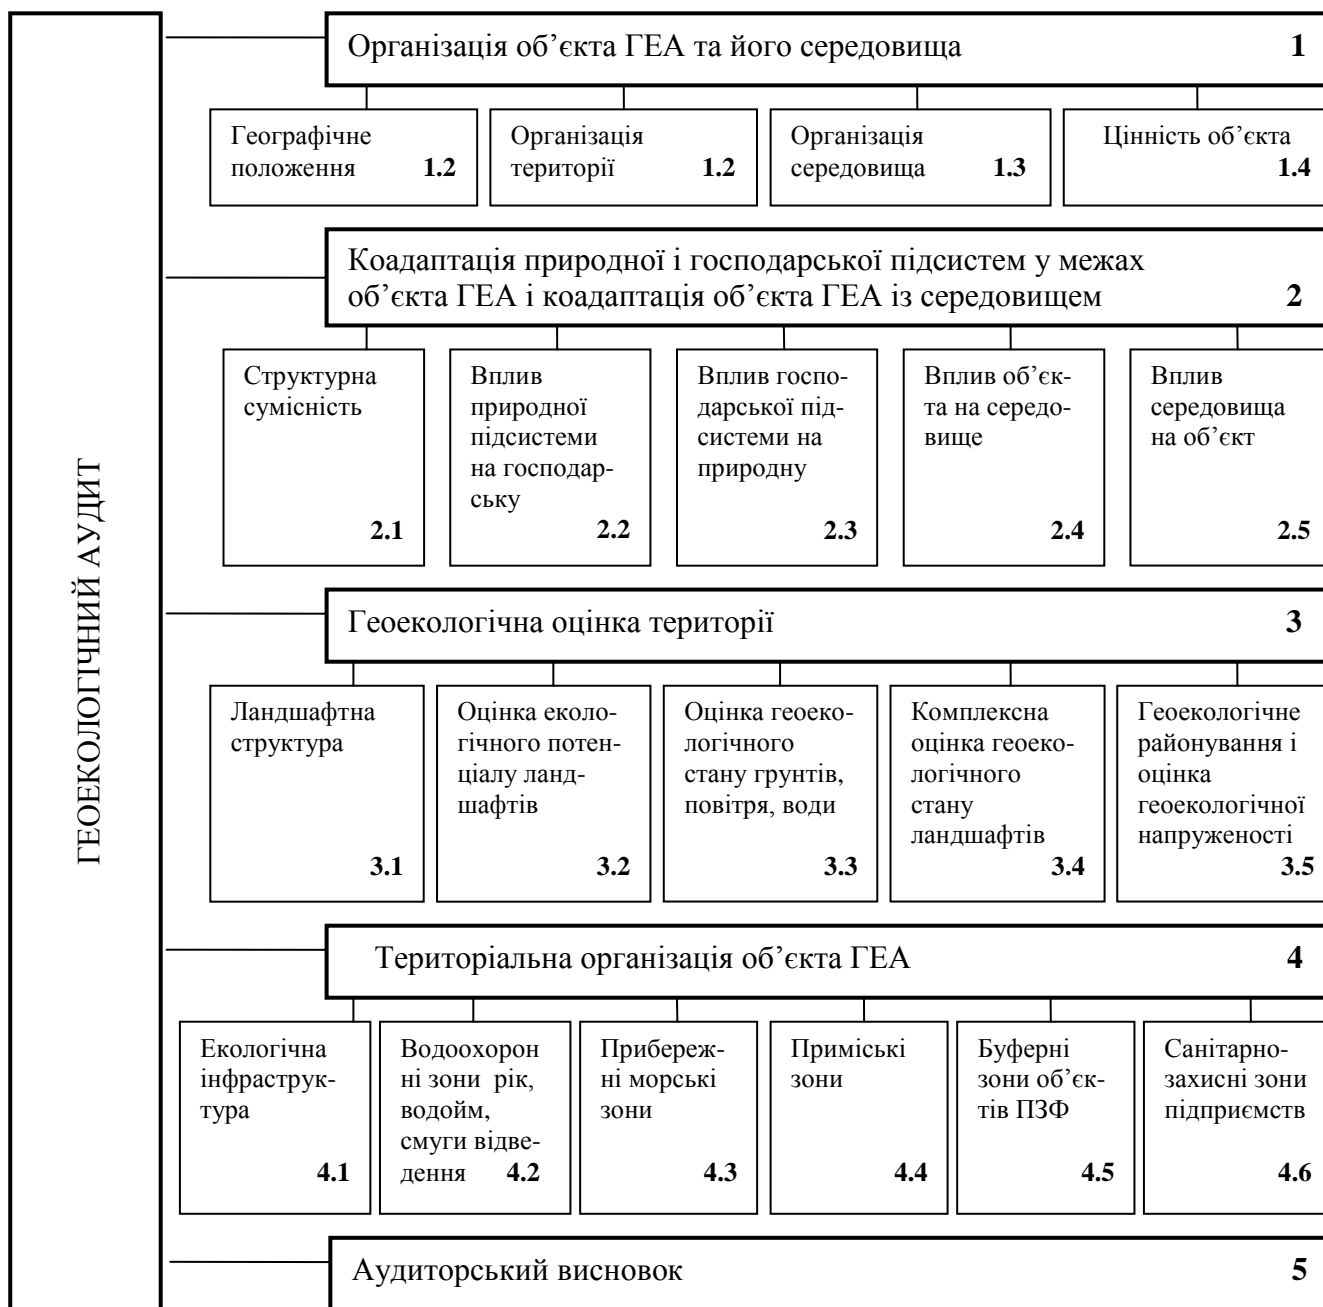 ГЕОЕКОЛОГІЧНИЙ АУДИТ
Організація об’єкта ГЕА та його середовища 1
Географічне
положення 1.2
Організація
території 1.2
Організація
середовища 1.3
Цінність об’єкта
1.4
Коадаптація природної і господарської підсистем у межах
об’єкта ГЕА і коадаптація об’єкта ГЕА із середовищем 2
Структурна
сумісність
2.1
Вплив
природної
підсистеми
на господар-
ську
2.2
Вплив госпо-
дарської під-
системи на
природну
2.3
Вплив об’єк-
та на середо-
вище
2.4
Вплив
середовища
на об’єкт
2.5
Геоекологічна оцінка території 3
Ландшафтна
структура
3.1
Оцінка еколо-
гічного потен-
ціалу ланд-
шафтів
3.2
Оцінка геоеко-
логічного
стану грунтів,
повітря, води
3.3
Комплексна
оцінка геоеко-
логічного
стану
ландшафтів
3.4
Геоекологічне
районування і
оцінка
геоекологічної
напруженості
3.5
Територіальна організація об’єкта ГЕА 4
Екологічна
інфраструк-
тура
4.1
Водоохорон
ні зони рік,
водойм,
смуги відве-
дення 4.2
Прибереж-
ні морські
зони
4.3
Приміські
зони
4.4
Буферні
зони об’єк-
тів ПЗФ
4.5
Санітарно-
захисні зони
підприємств
4.6
Аудиторський висновок 5